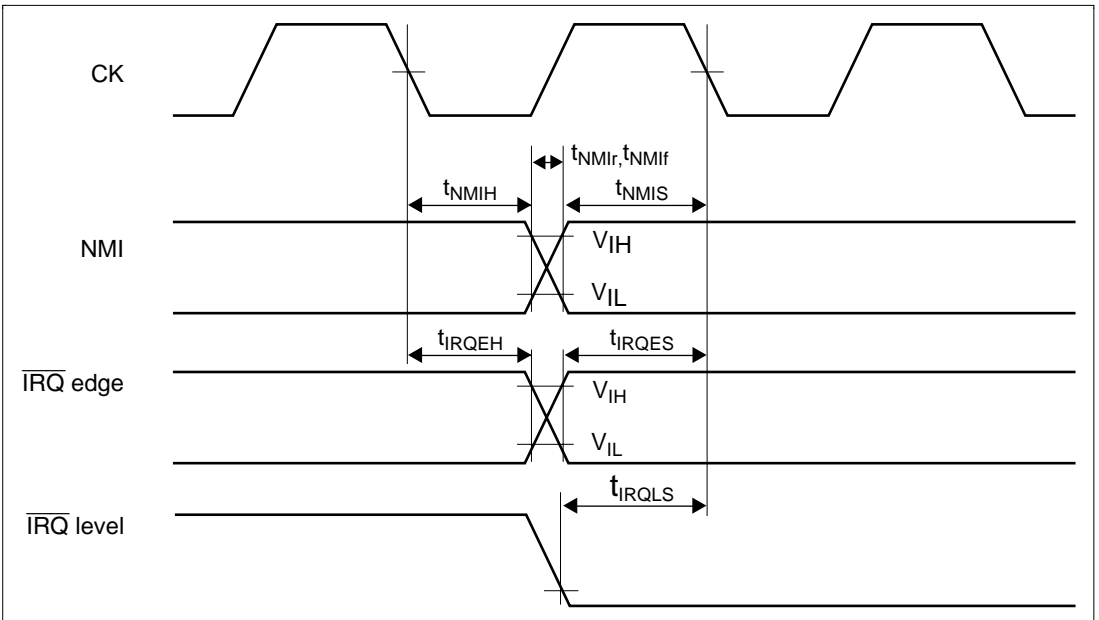 CK
tNMIr,tNMIf
tNMIH
tNMIS
NMI
VIH
VIL
tIRQEH
tIRQES
IRQ edge
VIH
VIL
tIRQLS
IRQ level